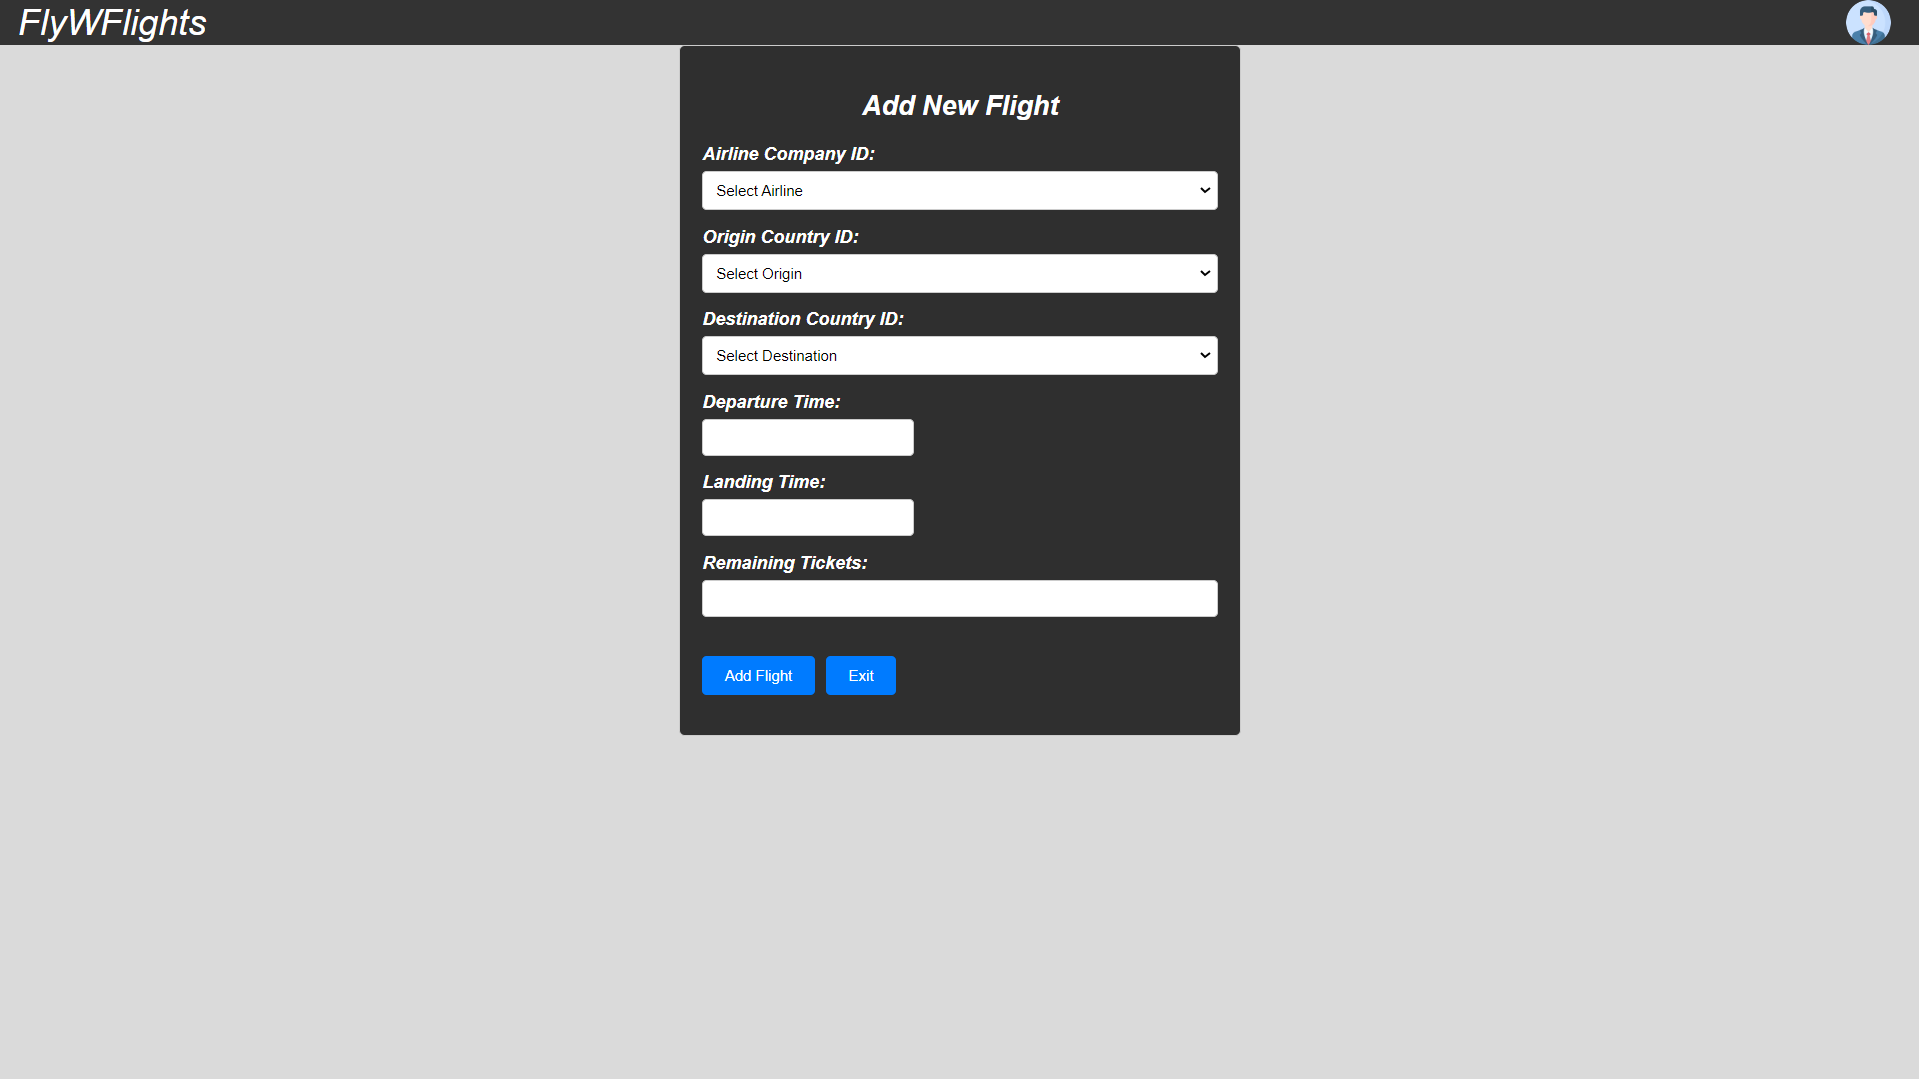 FlyWFlights
Add New Flight
Airline Company ID:
Select Airline
Origin Country ID:
Select Origin
Destination Country ID:
Select Destination
Departure Time:
Landing Time:
Remaining Tickets:
Add Flight
Exit